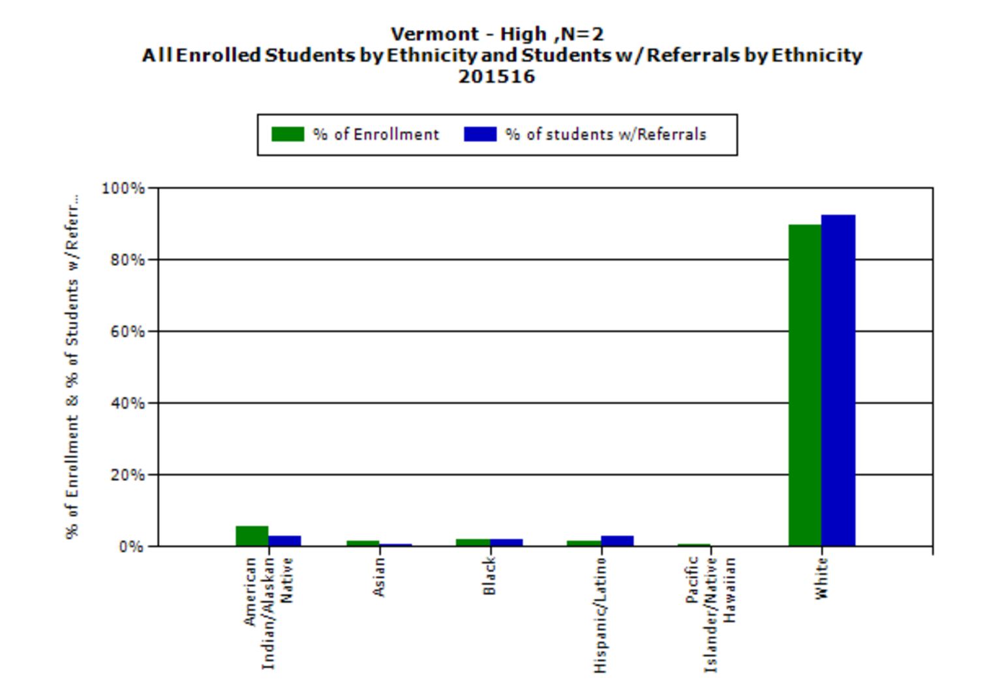 Vermont - High ,N=2
All Enrolled Students by Ethnicity and Students w/ Referrals by Ethnicity
201516
% of Enrollment
% of students w/Referrals
% of Enrollment & % of Students w/Referr...
100%
80%
60%
40%
20%
0%
American
Indian/Alaskan
Native
Asian
Black
Hispanic/Latino
Pacific
Islander/Native
Hawaiian
White